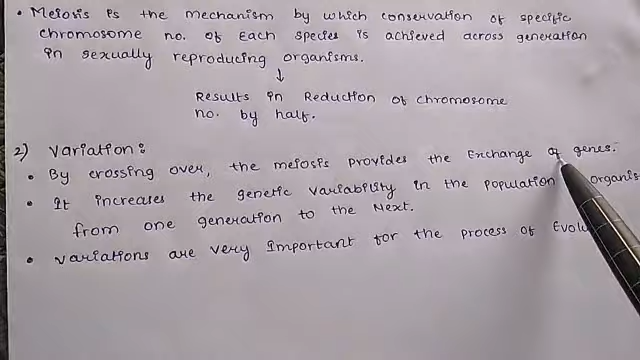 • Meiosis is the mechanism by which conservation of specific
chromosome no. of each species is achieved across generation
in sexually reproducing organisms.
↓
Results in Reduction of chromosome
no. by half.
2) Variation:
• By crossing over, the meiosis provides the Exchange of genes.
• It increases the genetic variability in the population
from one generation to the Next.
• Variations are very Important for the process of